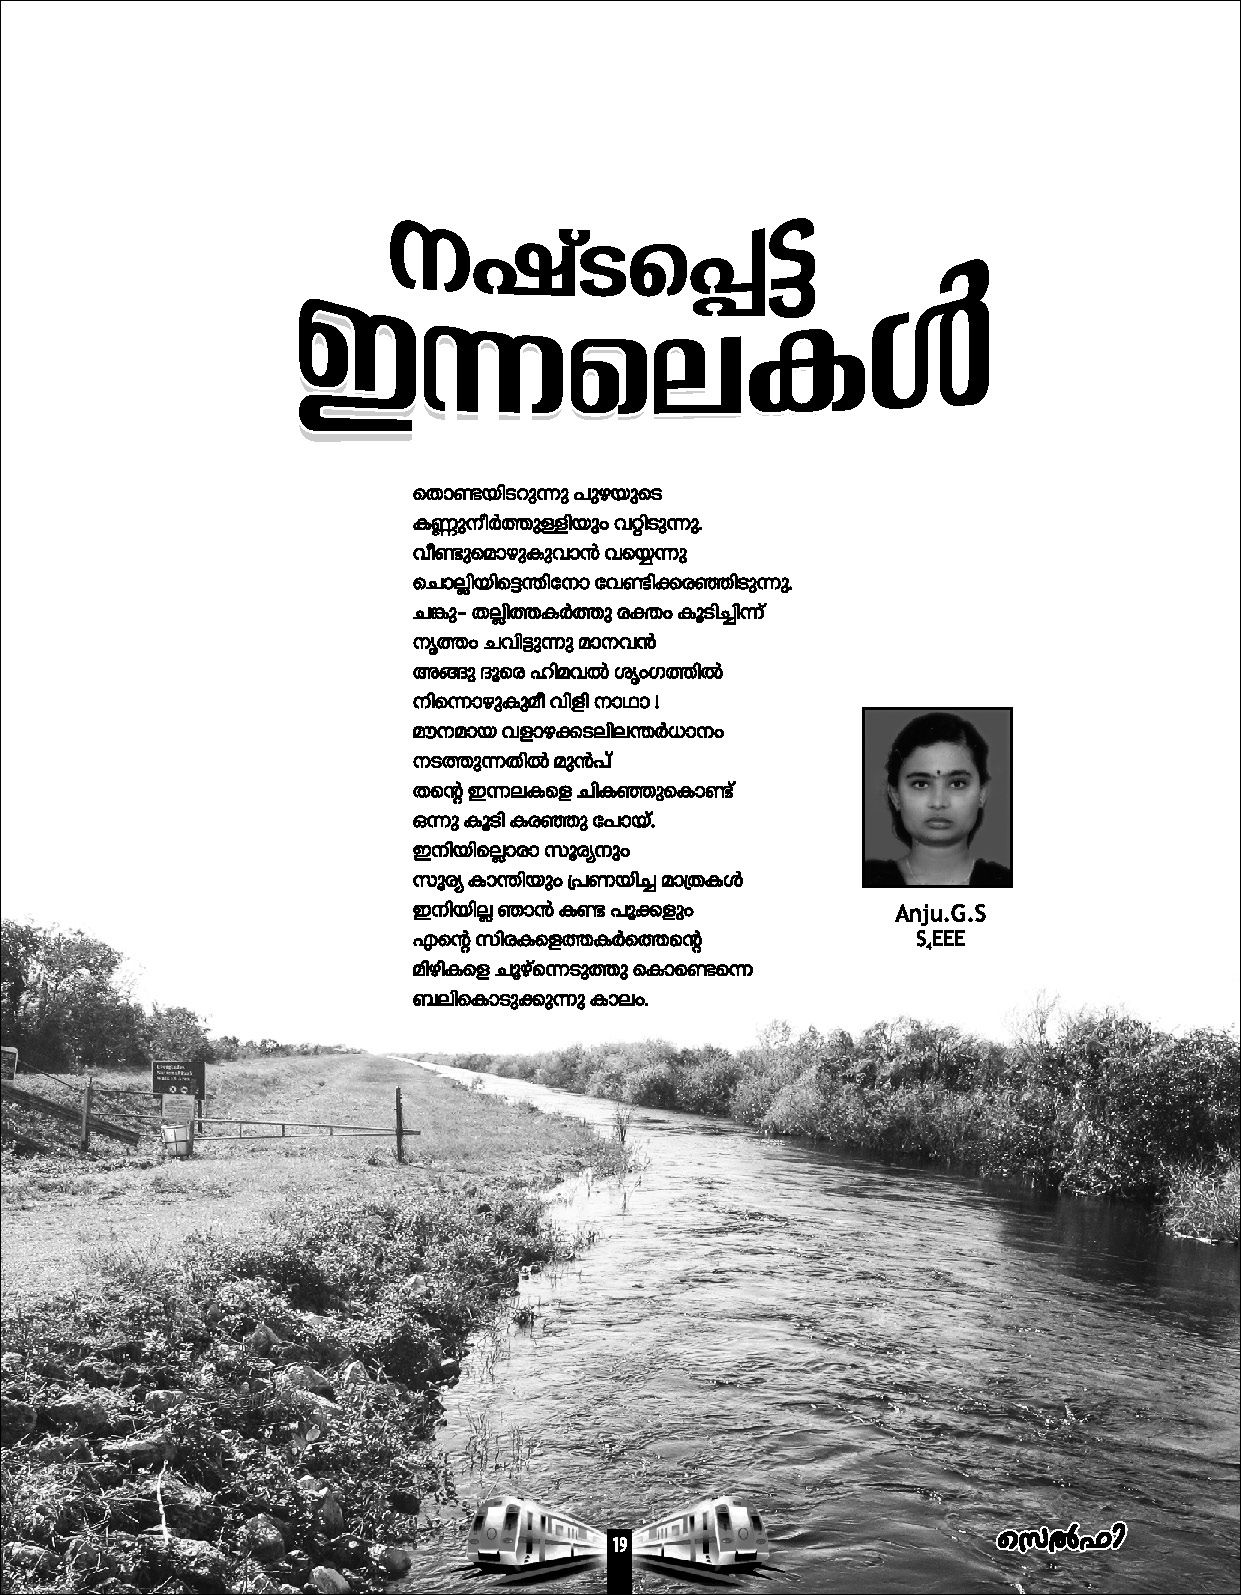 നഷ്ടപ്പെട്ട
ഇന്നലെകൾ
തൊണ്ടയിടറുന്നു പുഴയുടെ
കണ്ണുനീർത്തുള്ളിയും വറ്റിടുന്നു.
വീണ്ടുമൊഴുകുവാൻ വയ്യെന്നു
ചൊല്ലിയിട്ടെന്തിനോ വേണ്ടിക്കരഞ്ഞിടുന്നു.
ചങ്കു- തല്ലിത്തകർത്തു രക്തം കുടിച്ചിന്ന്
നൃത്തം ചവിട്ടുന്നു മാനവൻ
അങ്ങു ദൂരെ ഹിമവൽ ശൃംഗത്തിൽ
നിന്നൊഴുകുമീ വിളി നാഥാ !
മൗനമായ വളാഴക്കടലിലന്തർധാനം
നടത്തുന്നതിൽ മുൻപ്
തന്റെ ഇന്നലകളെ ചികഞ്ഞുകൊണ്ട്
ഒന്നു കൂടി കരഞ്ഞു പോയ്.
ഇനിയില്ലൊരാ സൂര്യനും
സൂര്യ കാന്തിയും പ്രണയിച്ച മാത്രകൾ
ഇനിയില്ല ഞാൻ കണ്ട പൂക്കളും
എന്റെ സിരകളെത്തകർത്തെന്റെ
മിഴികളെ ചൂഴ്ന്നെടുത്തു കൊണ്ടെന്നെ
ബലികൊടുക്കുന്നു കാലം.
Anju.G.S
S4EEE
19
സെൽഫി